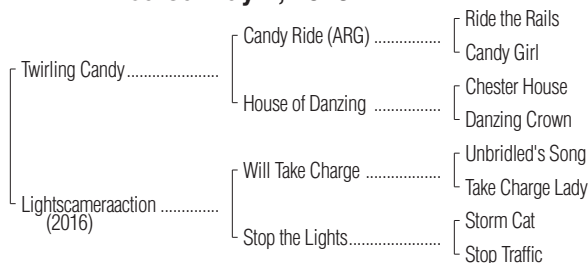 Ride the Rails
Candy Ride (ARG) ................
Candy Girl
Twirling Candy ......................
Chester House
House of Danzing ................
Danzing Crown
Unbridled's Song
Will Take Charge ..................
Take Charge Lady
Lightscameraaction ..............
(2016)
Storm Cat
Stop the Lights......................
Stop Traffic